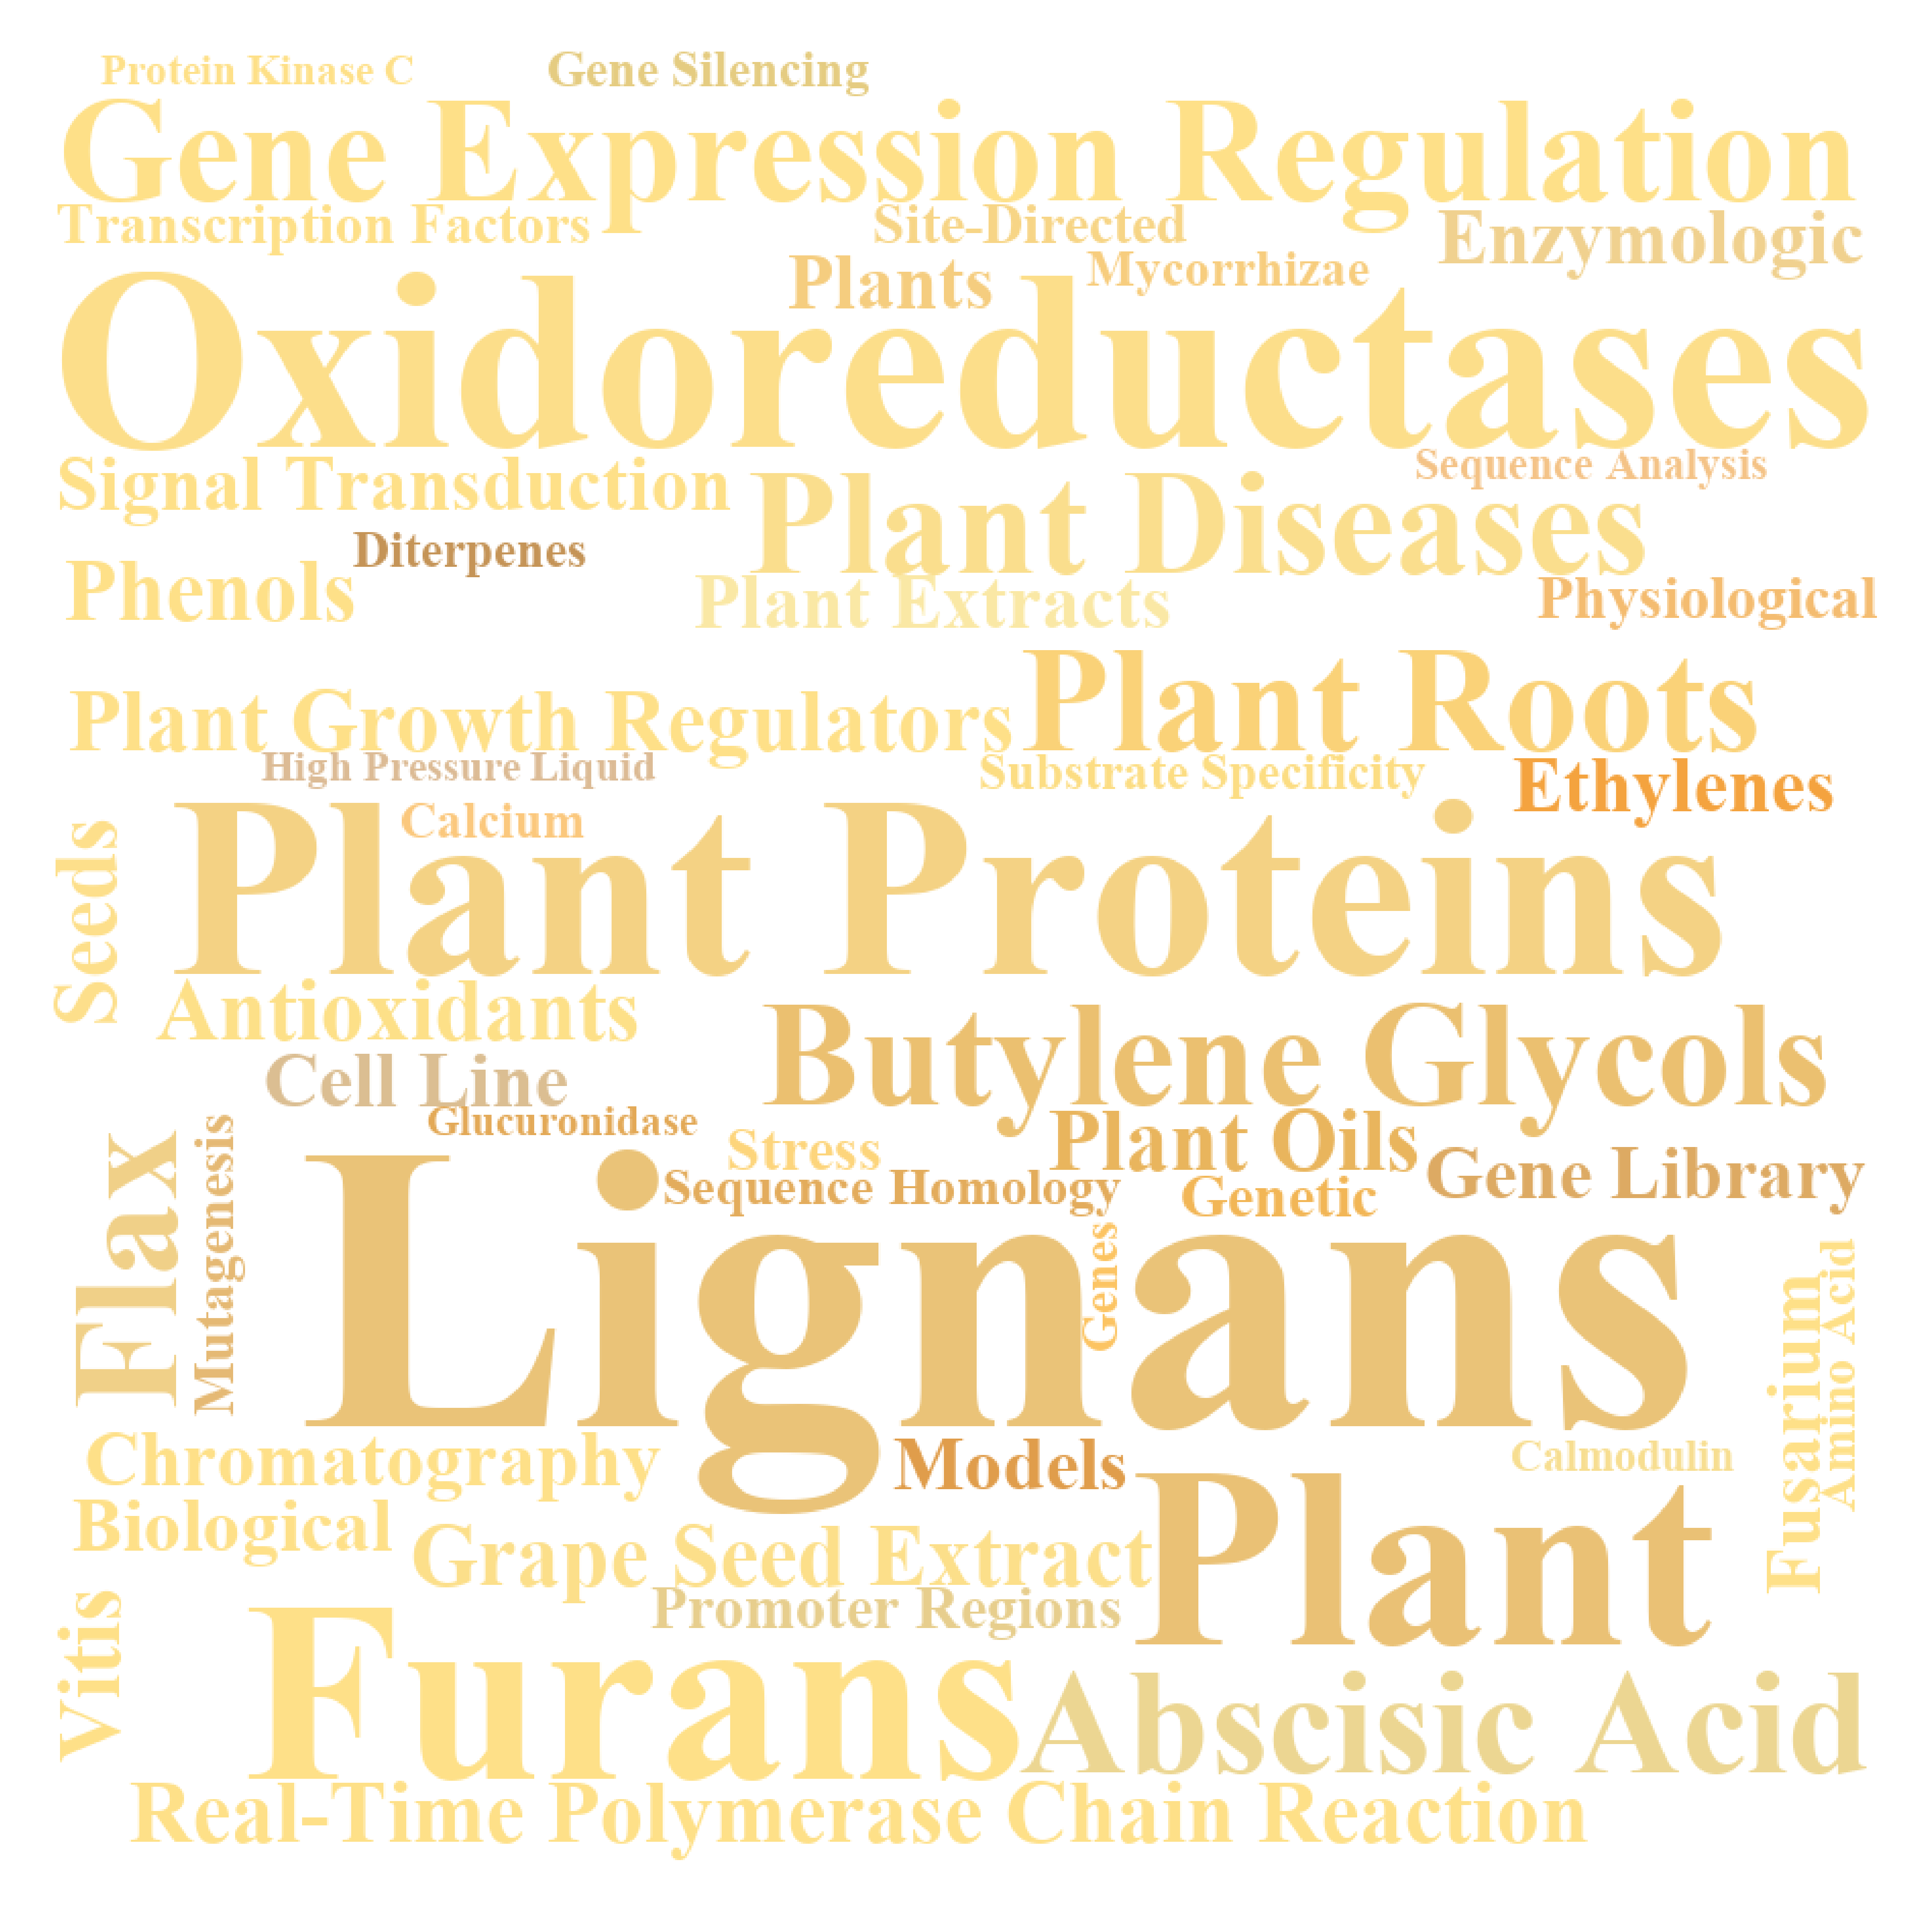 Protein Kinase C
Gene Silencing
Gene Expression Regulation
Transcription Factors
Site-Directed
Enzymologic
Plants
Mycorrhizae
Oxidoreductases
Signal Transduction
Plant Diseases
Sequence Analysis
Diterpenes
Phenols
Plant Extracts
Physiological
Plant Growth Regulators
Plant Roots
High Pressure Liquid
Substrate Specificity
Ethylenes
Calcium
Seeds
Plant Proteins
Antioxidants
Butylene Glycols
Cell Line
Glucuronidase
Stress
Plant Oils
Gene Library
Sequence Homology
Genetic
Flax
Mutagenesis
Lignans
Genes
Fusarium
Amino Acid
Chromatography
Models
Calmodulin
Biological
Grape Seed Extract
Plant
Promoter Regions
Vitis
Furans
Abscisic Acid
Real-Time Polymerase Chain Reaction